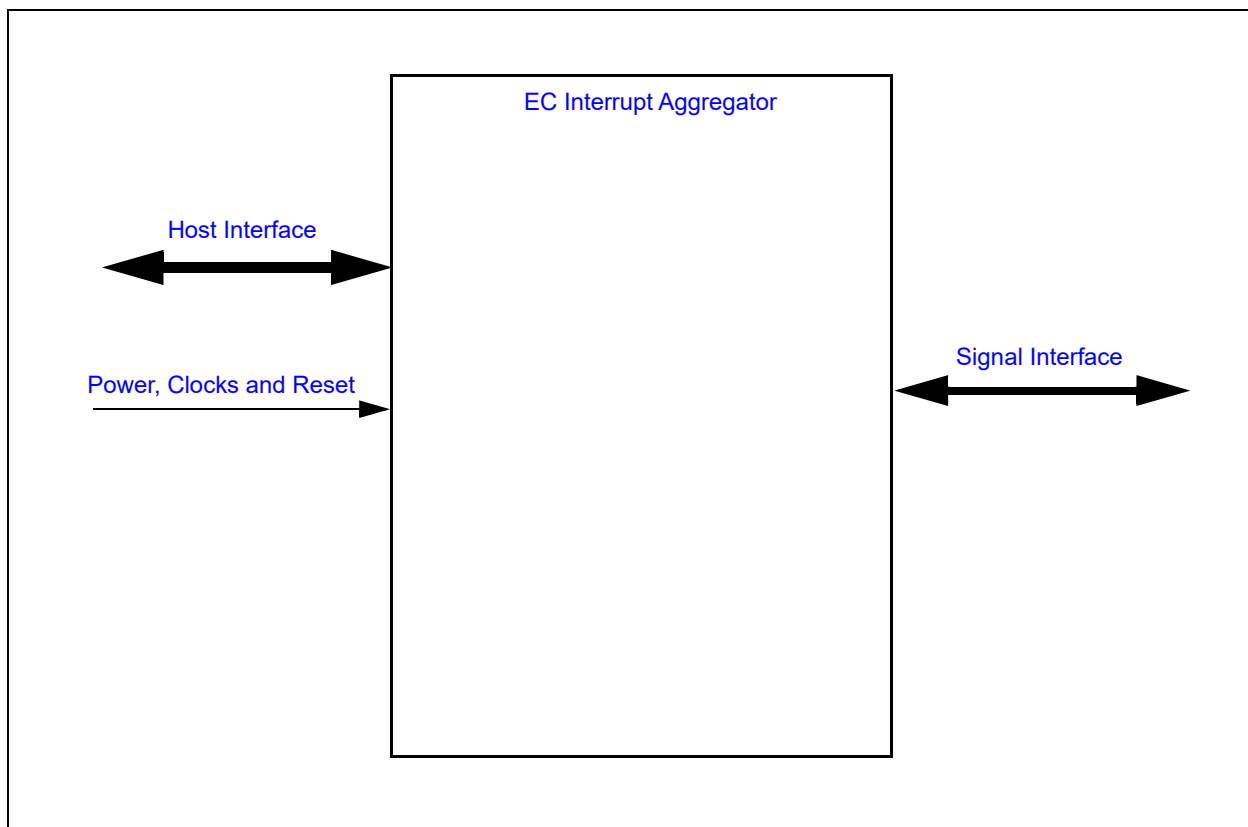 EC Interrupt Aggregator
Host Interface
Signal Interface
Power, Clocks and Reset